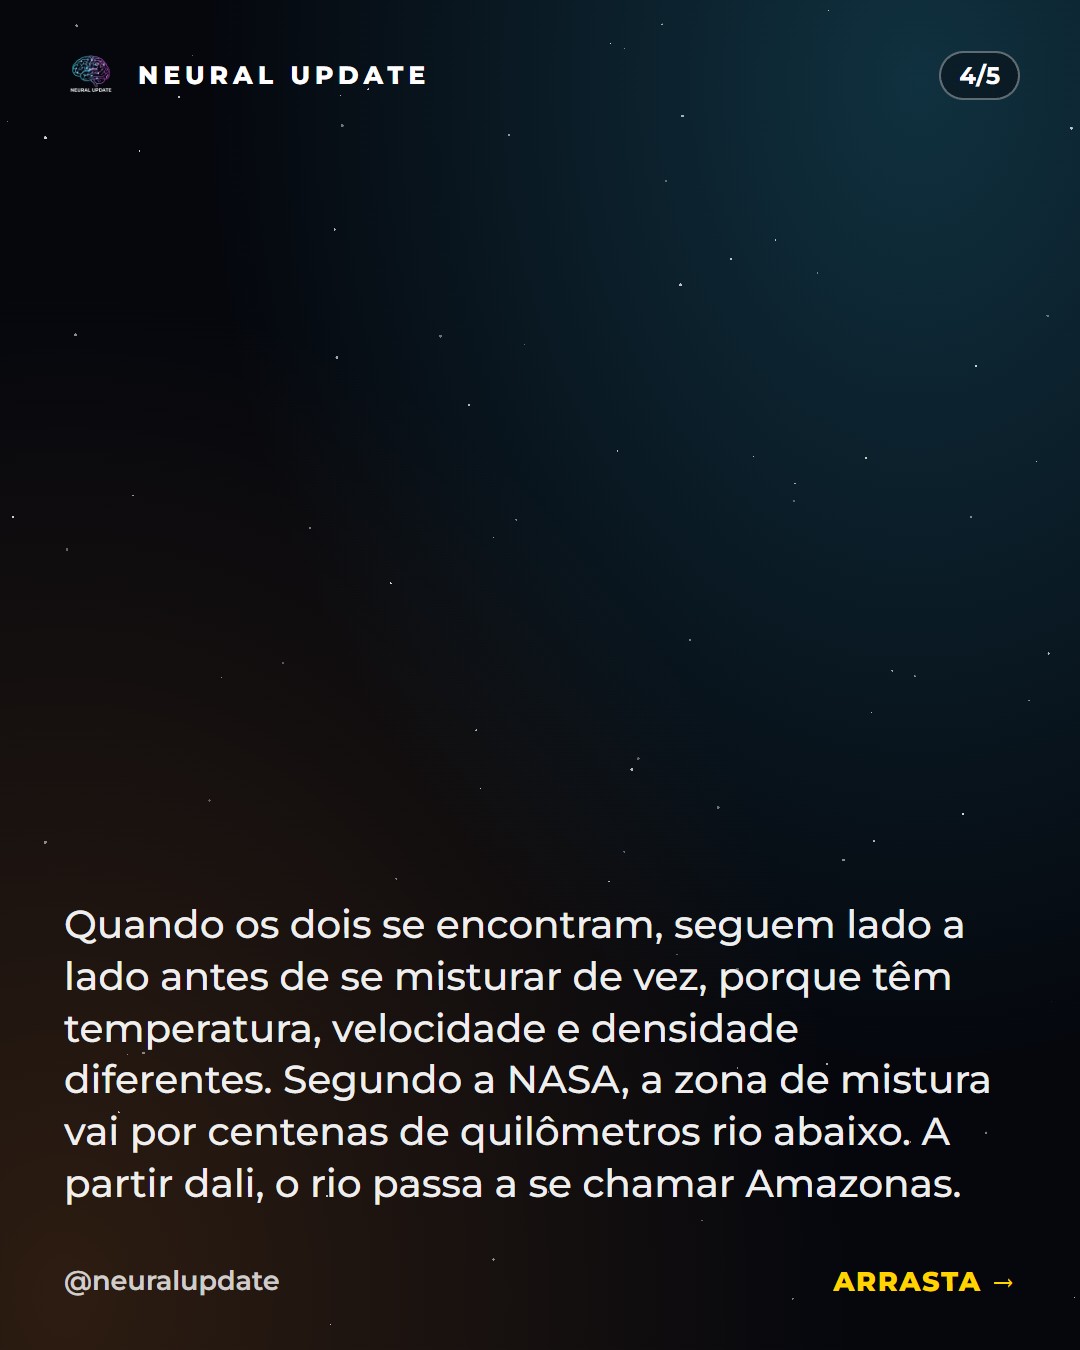 NEURAL UPDATE
NEURAL UPDATE
4/5
Quando os dois se encontram, seguem lado a
lado antes de se misturar de vez, porque têm
temperatura, velocidade e densidade
diferentes. Segundo a NASA, a zona de mistura
vai por centenas de quilômetros rio abaixo. A
partir dali, o rio passa a se chamar Amazonas.
@neuralupdate
ARRASTA →